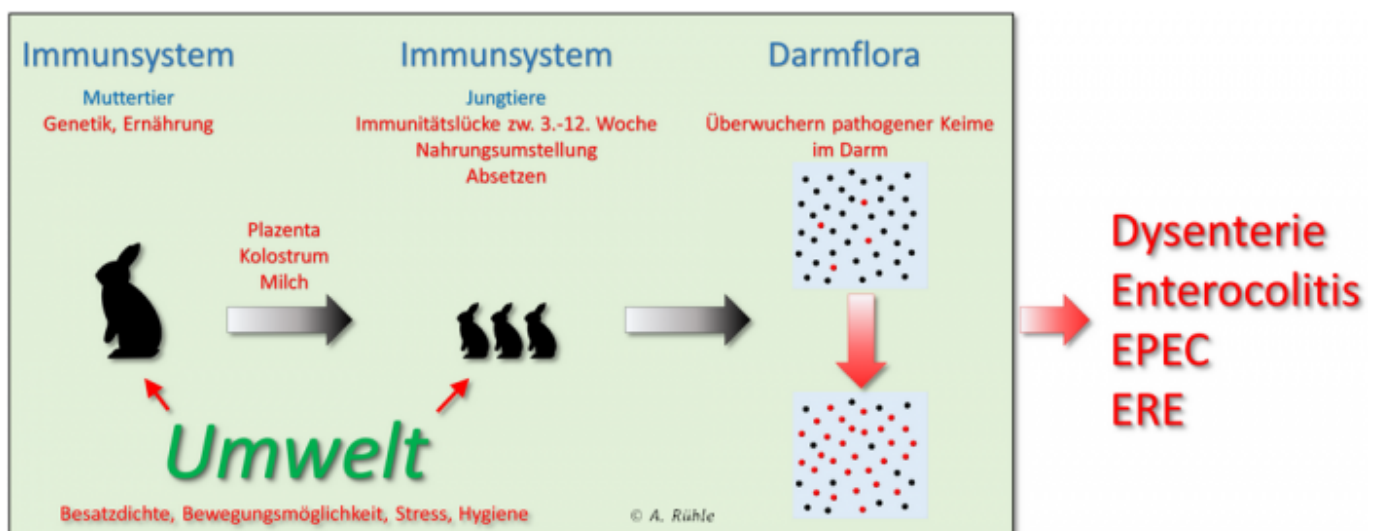 Immunsystem
Muttertier
Genetik, Ernährung
Immunsystem
Jungtiere
Immunitätslücke zw. 3.-12. Woche
Nahrungsumstellung
Absetzen
Darmflora
Überwuchern pathogener Keime
im Darm
Plazenta
Kolostrum
Milch
Umwelt
Besatzdichte, Bewegungsmöglichkeit, Stress, Hygiene
© A. Rühle
Dysenterie
Enterocolitis
EPEC
ERE